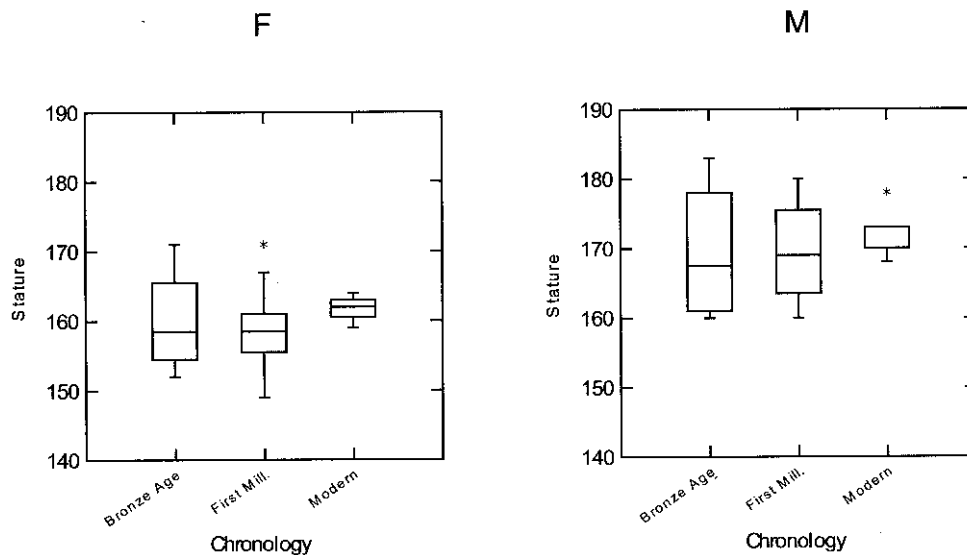 F
190
180
170
160
150
140
Stature
Bronze Age
First Mill.
Modern
Chronology
M
190
180
170
160
150
140
Stature
Bronze Age
First Mill.
Modern
Chronology